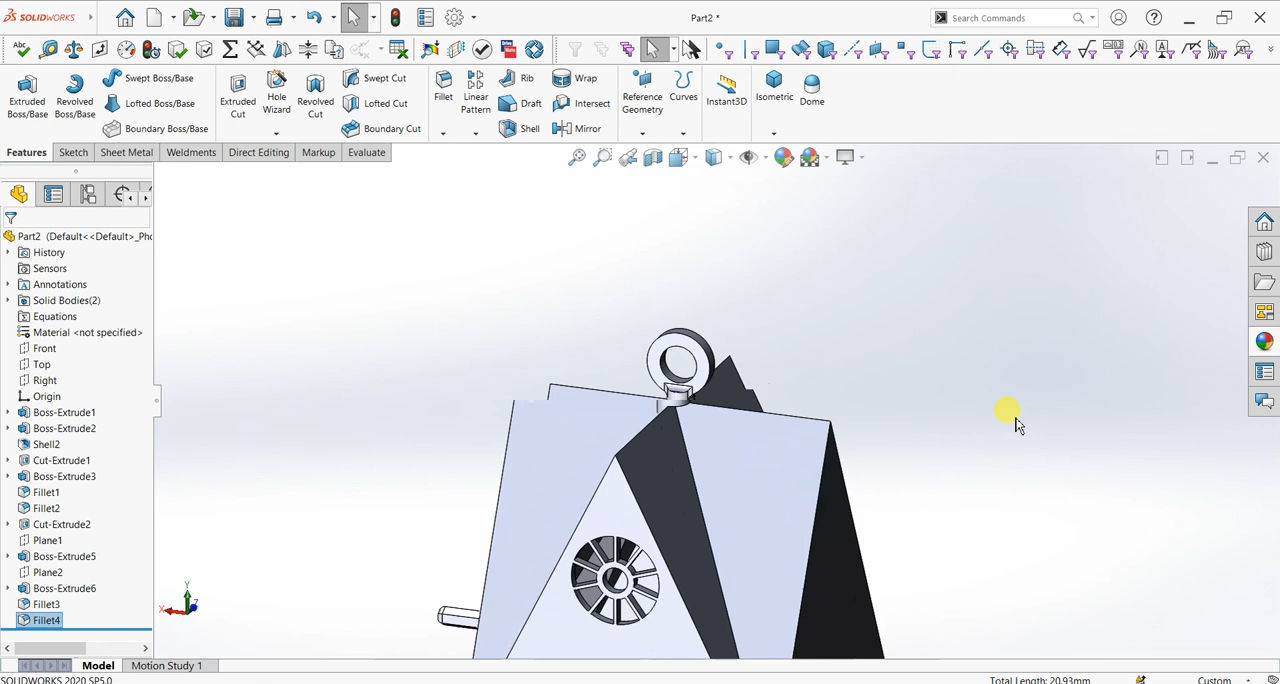 SOLIDWORKS
Part2 *
Search Commands
Extruded Boss/Base
Revolved Boss/Base
Swept Boss/Base
Lofted Boss/Base
Boundary Boss/Base
Extruded Cut
Hole Wizard
Revolved Cut
Swept Cut
Lofted Cut
Boundary Cut
Fillet
Linear Pattern
Rib
Draft
Shell
Wrap
Intersect
Mirror
Reference Geometry
Curves
Instant3D
Isometric
Dome
Features
Sketch
Sheet Metal
Weldments
Direct Editing
Markup
Evaluate
Part2 (Default<<Default>_Pho
History
Sensors
Annotations
Solid Bodies(2)
Equations
Material <not specified>
Front
Top
Right
Origin
Boss-Extrude1
Boss-Extrude2
Shell2
Cut-Extrude1
Boss-Extrude3
Fillet1
Fillet2
Cut-Extrude2
Plane1
Boss-Extrude5
Plane2
Boss-Extrude6
Fillet3
Fillet4
Y
X
Z
Model
Motion Study 1
SOLIDWORKS 2020 SP5.0
Total Length: 20.93mm
Custom